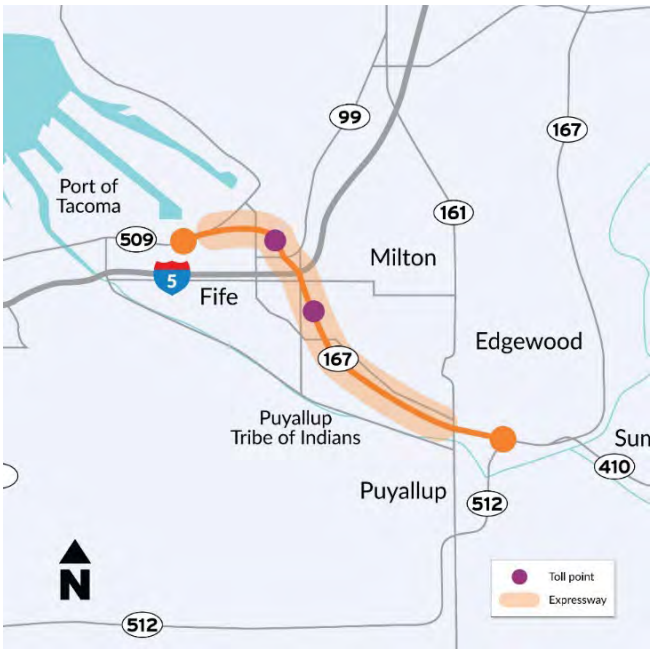 99
167
Port of
Tacoma
161
509
Milton
5
Fife
Edgewood
167
Puyallup
Tribe of Indians
Sum
410
Puyallup
512
N
Toll point
Expressway
512